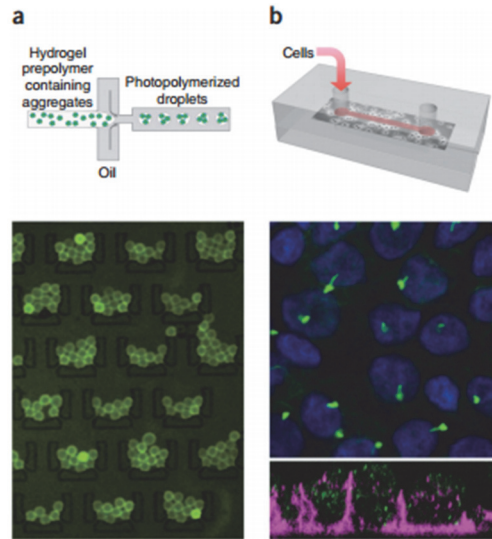 a
Hydrogel
prepolymer
containing
aggregates
Photopolymerized
droplets
Oil
b
Cells